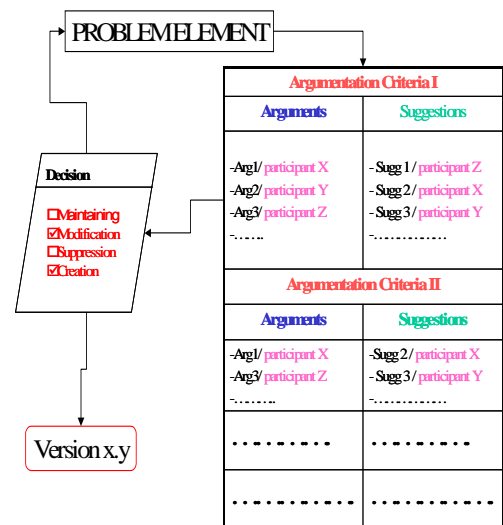 PROBLEM ELEMENT
Argumentation Criteria I
Arguments
Suggestions
-Arg1/ participant X
-Arg2/ participant Y
-Arg3/ participant Z
-........
- Sugg 1 / participant Z
- Sugg 2 / participant X
- Sugg 3 / participant Y
-................
Argumentation Criteria II
Arguments
Suggestions
-Arg1/ participant X
-Arg3/ participant Z
-..........
-Sugg 2 / participant X
- Sugg 3 / participant Y
-................
Decision
☐Maintaining
☑Modification
☐Suppression
☑Creation
Version x.y